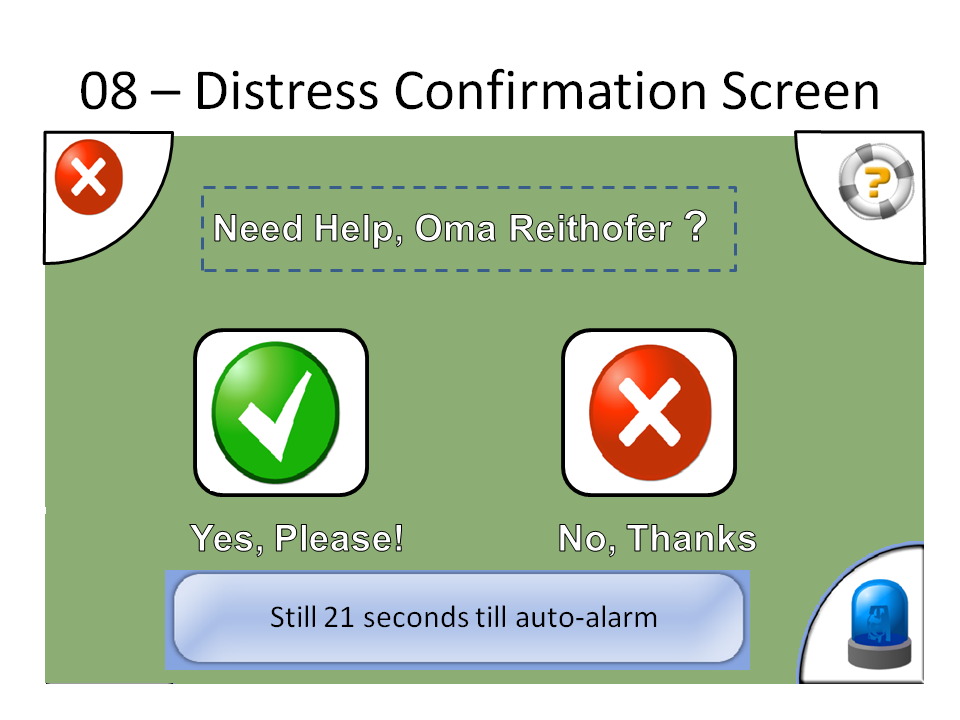 08 – Distress Confirmation Screen
?
Need Help, Oma Reithofer ?
Yes, Please!
No, Thanks
Still 21 seconds till auto-alarm